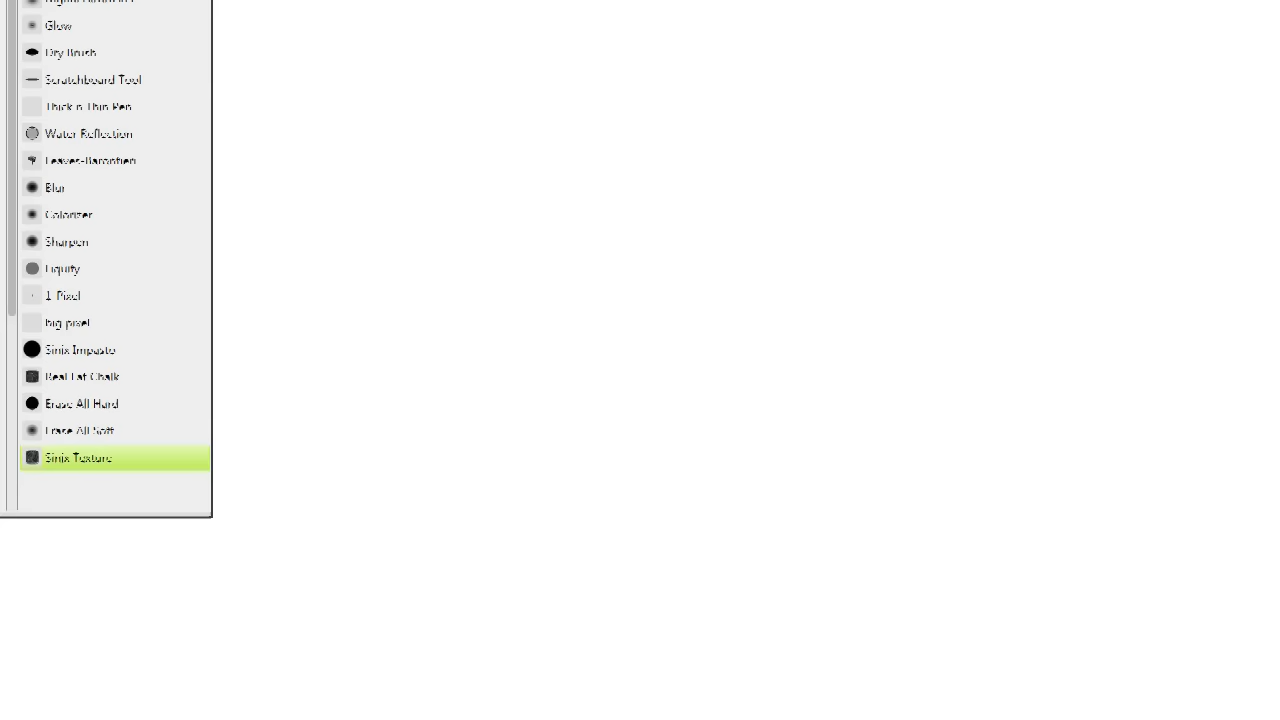 Glow
Dry Brush
Scratchboard Tool
Thick n Thin Pen
Water Reflection
Leaves-Barontieri
Blur
Colorizer
Sharpen
Liquify
1 Pixel
big pixel
Sinix Impasto
Real Fat Chalk
Erase All Hard
Erase All Soft
Sinix Texture